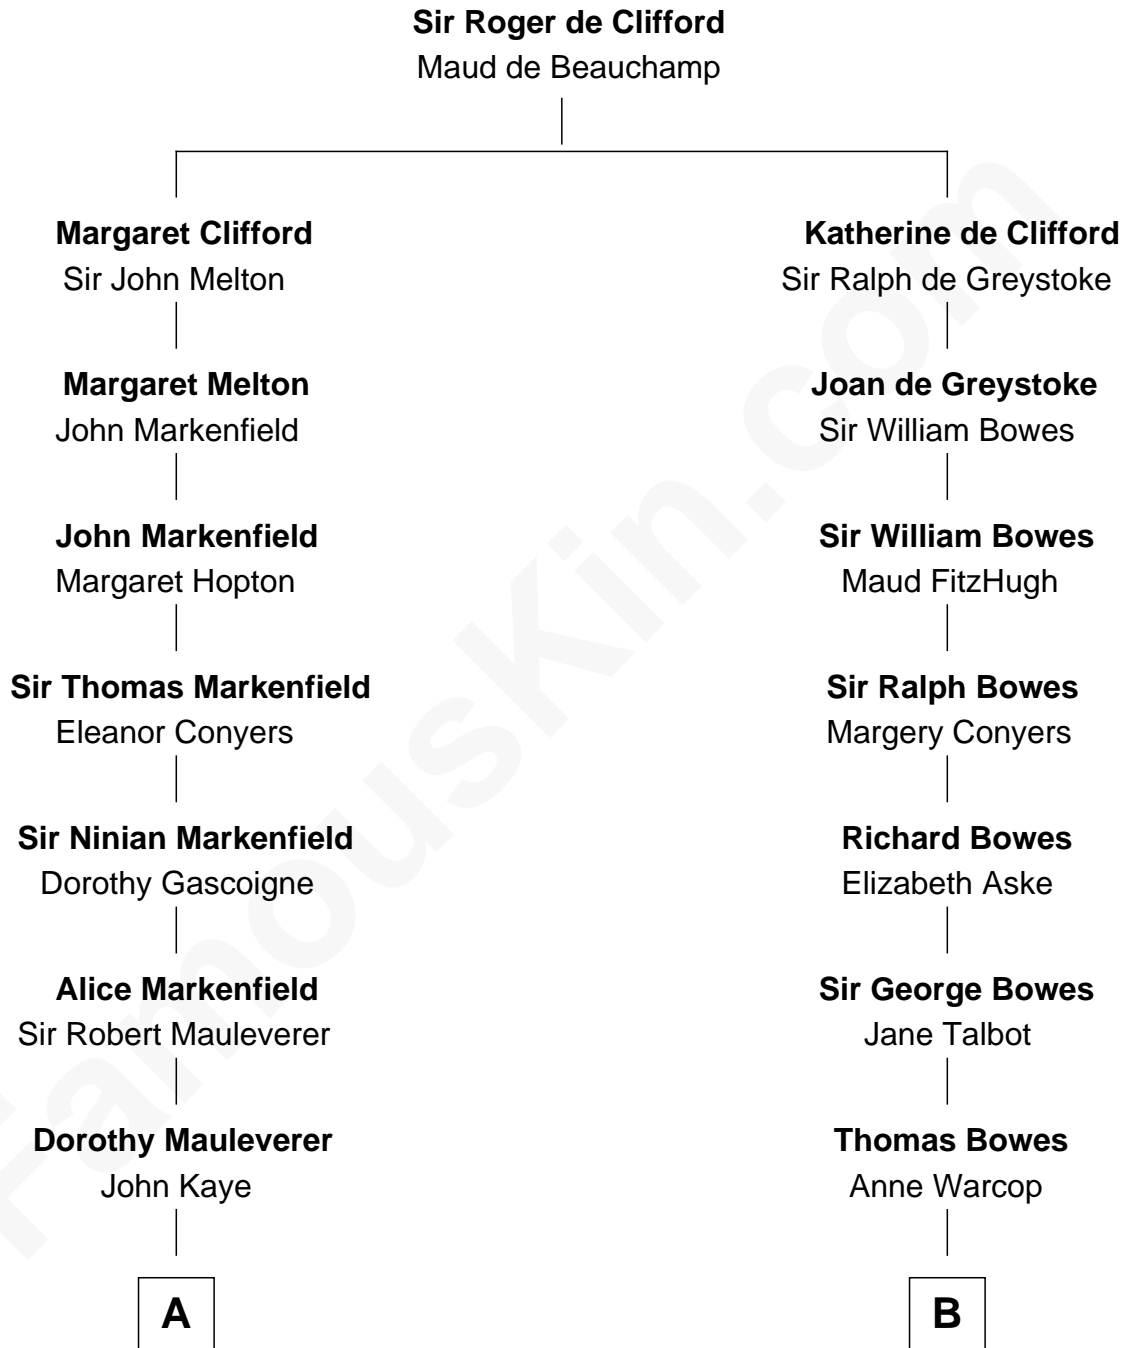 Sir Roger de Clifford
Maud de Beauchamp
Margaret Clifford
Sir John Melton
Katherine de Clifford
Sir Ralph de Greystoke
Margaret Melton
John Markenfield
Joan de Greystoke
Sir William Bowes
John Markenfield
Margaret Hopton
Sir William Bowes
Maud FitzHugh
Sir Thomas Markenfield
Eleanor Conyers
Sir Ralph Bowes
Margery Conyers
Sir Ninian Markenfield
Dorothy Gascoigne
Richard Bowes
Elizabeth Aske
Alice Markenfield
Sir Robert Mauleverer
Sir George Bowes
Jane Talbot
Dorothy Mauleverer
John Kaye
Thomas Bowes
Anne Warcop
A
B
FamousKin.com